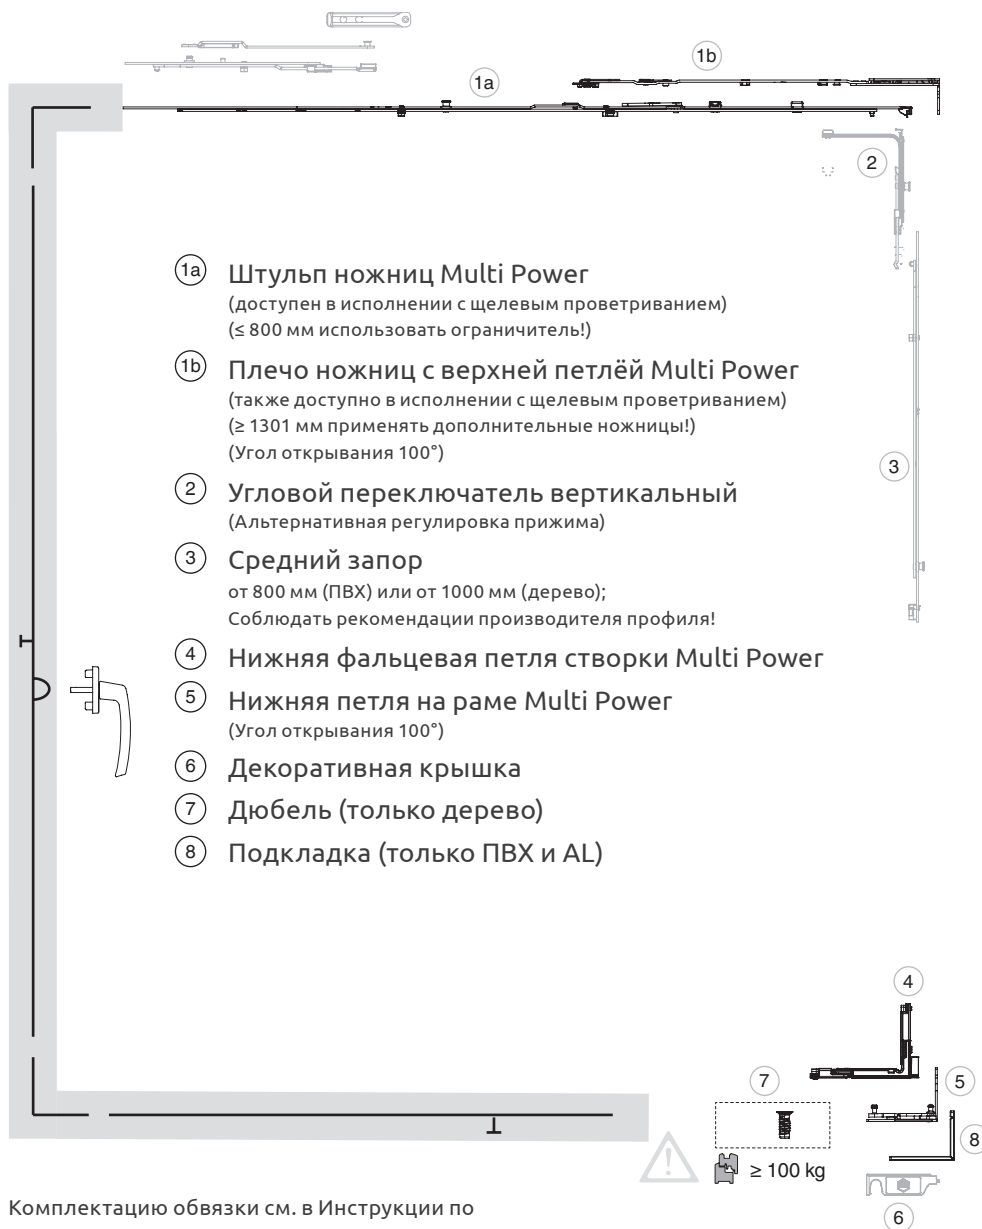 1a
1b
2
3
1a Штульп ножниц Multi Power
(доступен в исполнении с щелевым проветриванием)
(≤ 800 мм использовать ограничитель!)
1b Плечо ножниц с верхней петлёй Multi Power
(также доступно в исполнении с щелевым проветриванием)
(≥ 1301 мм применять дополнительные ножницы!)
(Угол открывания 100°)
2 Угловой переключатель вертикальный
(Альтернативная регулировка прижима)
3 Средний запор
от 800 мм (ПВХ) или от 1000 мм (дерево);
Соблюдать рекомендации производителя профиля!
4 Нижняя фальцевая петля створки Multi Power
5 Нижняя петля на раме Multi Power
(Угол открывания 100°)
6 Декоративная крышка
7 Дюбель (только дерево)
8 Подкладка (только ПВХ и AL)
4
7
5
8
≥ 100 kg
6
Комплектацию обвязки см. в Инструкции по